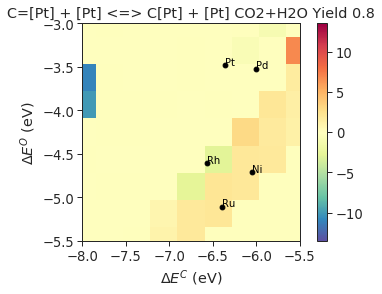 C=[Pt] + [Pt] <=> C[Pt] + [Pt] CO2+H2O Yield 0.8
−3.0
−3.5
−4.0
−4.5
−5.0
−5.5
ΔE^O (eV)
Pt
Pd
Rh
Ni
Ru
−8.0 −7.5 −7.0 −6.5 −6.0 −5.5
ΔE^C (eV)
10
5
0
−5
−10